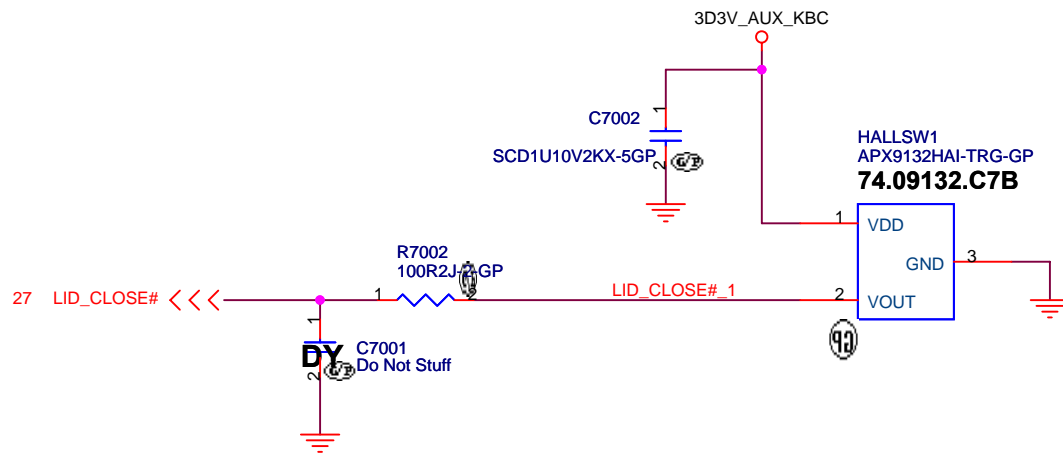 3D3V_AUX_KBC
C7002
1
SCD1U10V2KX-5GP
2
G/P
HALLSW1
APX9132HAI-TRG-GP
74.09132.C7B
1
VDD
GND
3
R7002
100R2J-2-GP
27 LID_CLOSE#
1
2
LID_CLOSE#_1
2
VOUT
GP
1
C7001
DY
Do Not Stuff
2
G/P